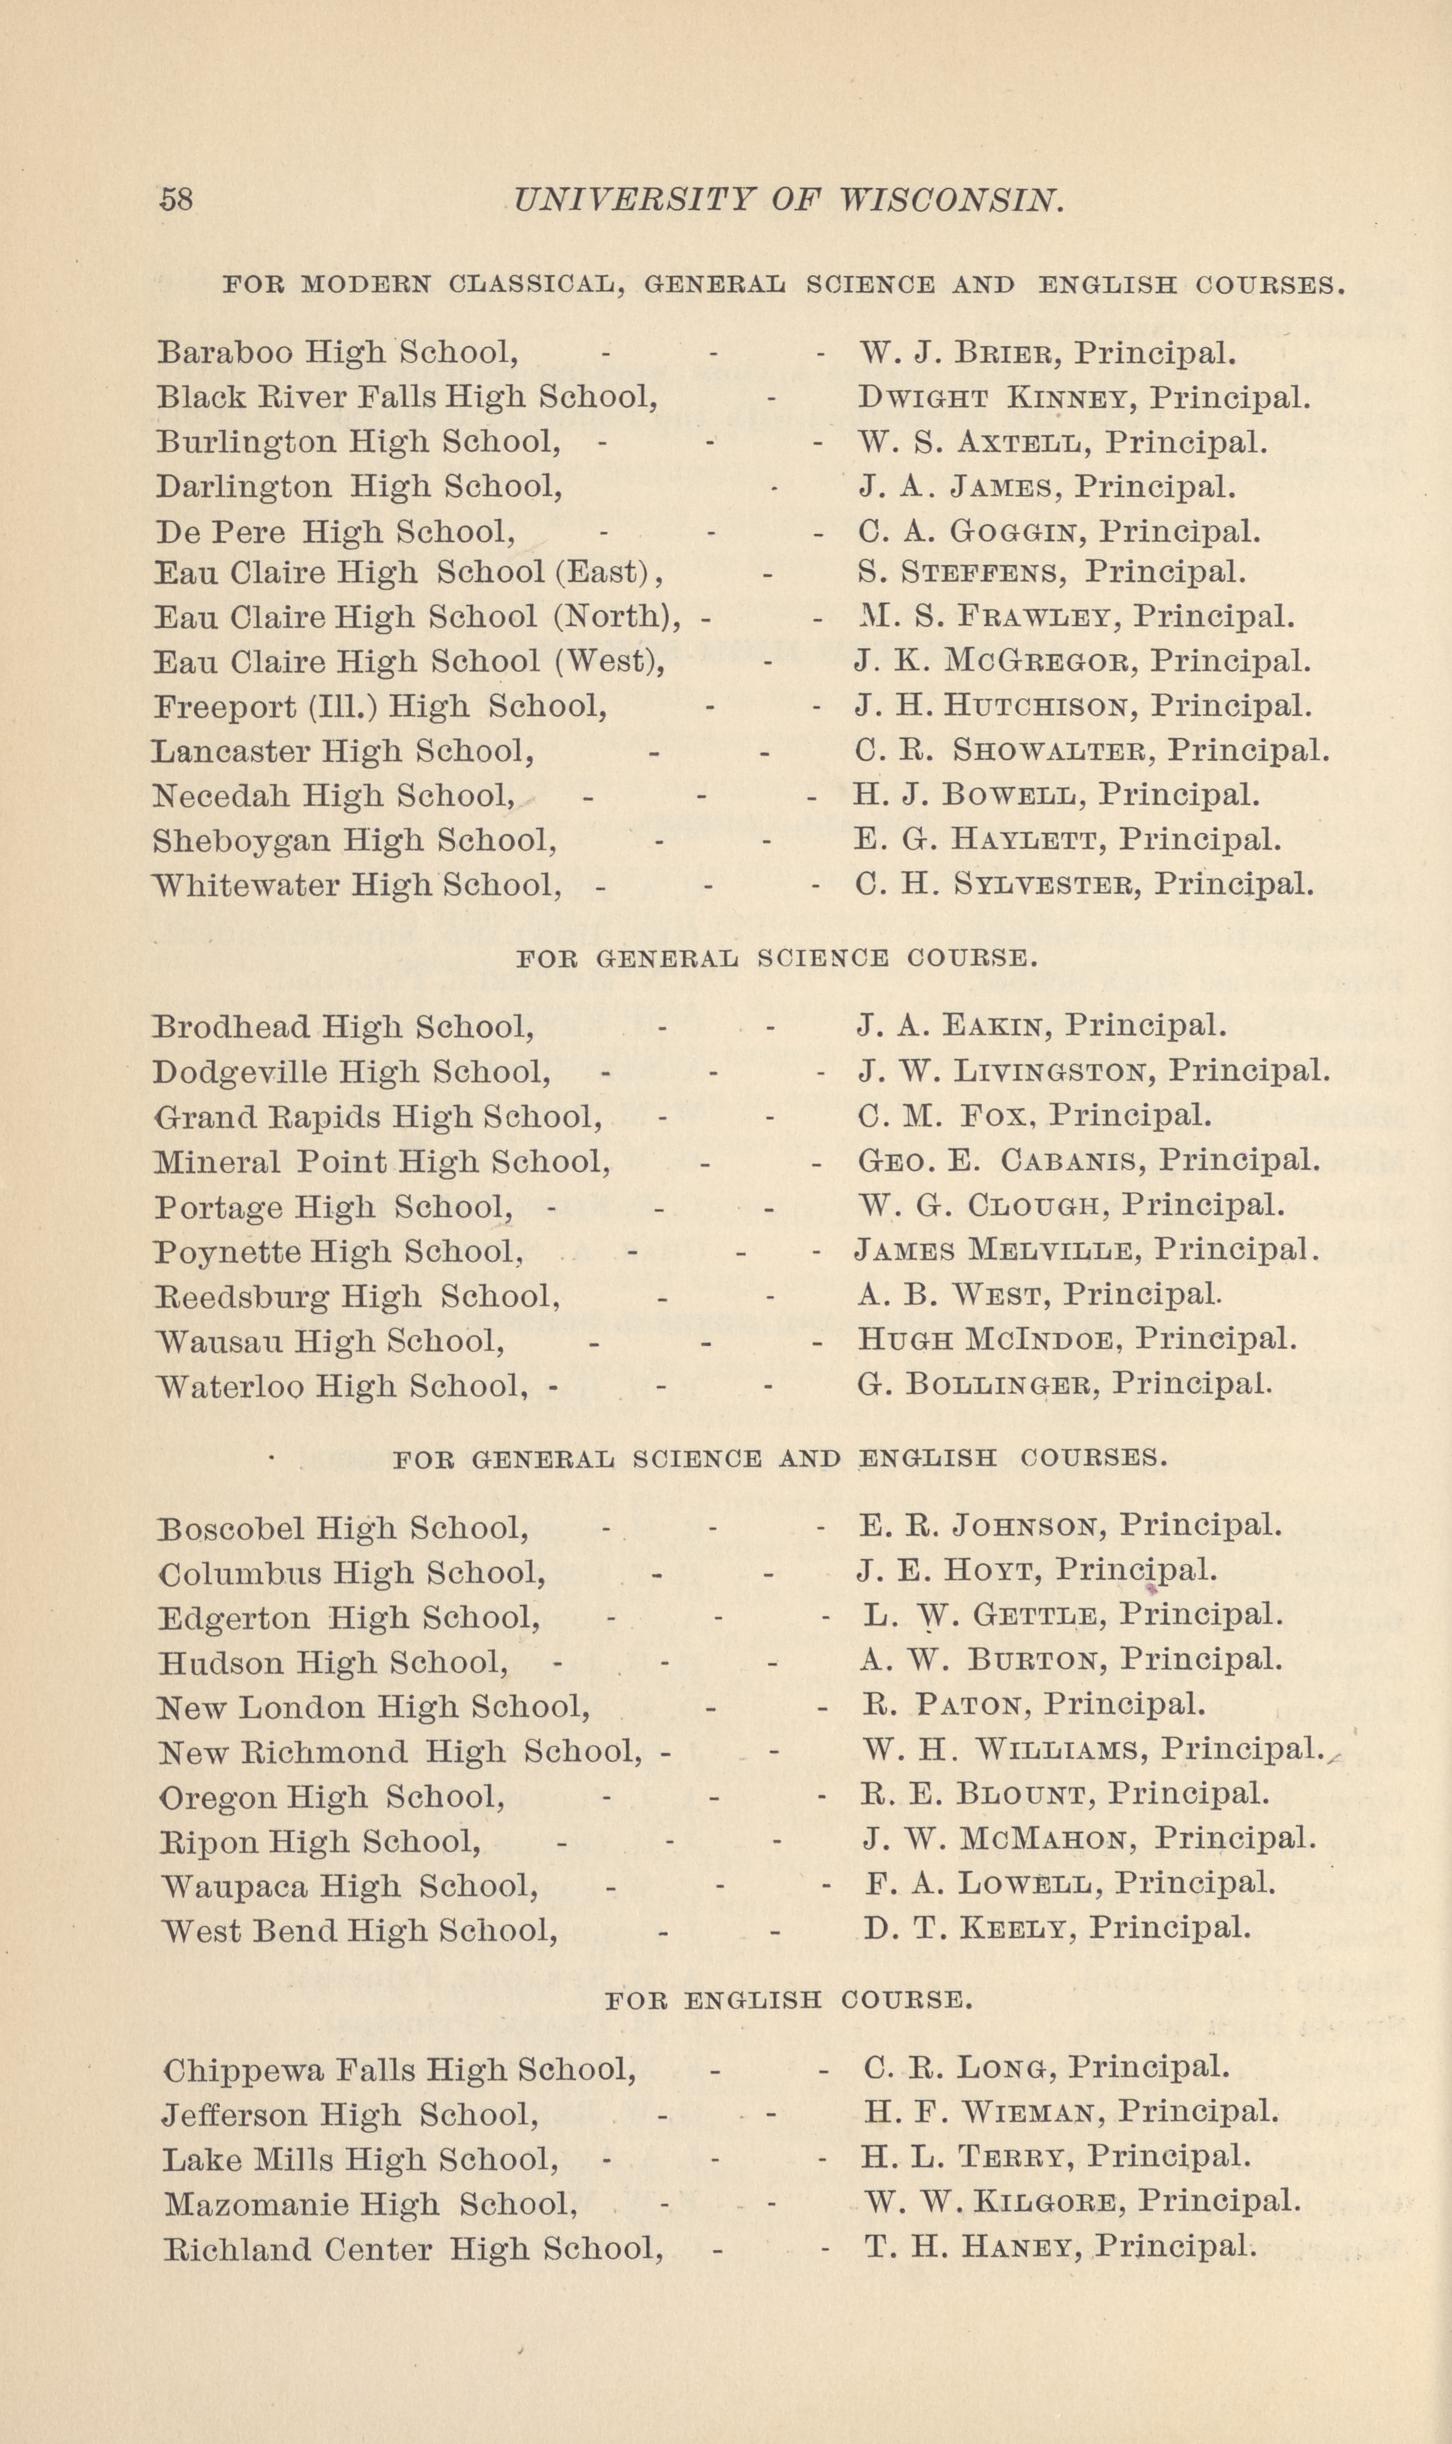 58 UNIVERSITY OF WISCONSIN.
FOR MODERN CLASSICAL, GENERAL SCIENCE AND ENGLISH COURSES.
Baraboo High School, - - - W. J. BRIER, Principal.
Black River Falls High School, - DWIGHT KINNEY, Principal.
Burlington High School, - - - W. S. AXTELL, Principal.
Darlington High School, - J. A. JAMES, Principal.
De Pere High School, - - - C. A. GOGGIN, Principal.
Eau Claire High School (East), - S. STEFFENS, Principal.
Eau Claire High School (North), - - M. S. FRAWLEY, Principal.
Eau Claire High School (West), - J. K. MCGREGOR, Principal.
Freeport (Ill.) High School, - - J. H. HUTCHISON, Principal.
Lancaster High School, - - C. R. SHOWALTER, Principal.
Necedah High School, - - - H. J. BOWELL, Principal.
Sheboygan High School, - - E. G. HAYLETT, Principal.
Whitewater High School, - - - C. H. SYLVESTER, Principal.
FOR GENERAL SCIENCE COURSE.
Brodhead High School, - - J. A. EAKIN, Principal.
Dodgeville High School, - - - J. W. LIVINGSTON, Principal.
Grand Rapids High School, - - C. M. FOX, Principal.
Mineral Point High School, - - GEO. E. CABANIS, Principal.
Portage High School, - - - W. G. CLOUGH, Principal.
Poynette High School, - - - JAMES MELVILLE, Principal.
Reedsburg High School, - - A. B. WEST, Principal.
Wausau High School, - - - HUGH MCINDOE, Principal.
Waterloo High School, - - - G. BOLLINGER, Principal.
FOR GENERAL SCIENCE AND ENGLISH COURSES.
Boscobel High School, - - - E. R. JOHNSON, Principal.
Columbus High School, - - J. E. HOYT, Principal.
Edgerton High School, - - - L. W. GETTLE, Principal.
Hudson High School, - - - A. W. BURTON, Principal.
New London High School, - - R. PATON, Principal.
New Richmond High School, - - W. H. WILLIAMS, Principal.
Oregon High School, - - - R. E. BLOUNT, Principal.
Ripon High School, - - - J. W. MCMAHON, Principal.
Waupaca High School, - - - F. A. LOWELL, Principal.
West Bend High School, - - D. T. KEELY, Principal.
FOR ENGLISH COURSE.
Chippewa Falls High School, - - C. R. LONG, Principal.
Jefferson High School, - - H. F. WIEMAN, Principal.
Lake Mills High School, - - - H. L. TERRY, Principal.
Mazomanie High School, - - W. W. KILGORE, Principal.
Richland Center High School, - - T. H. HANEY, Principal.